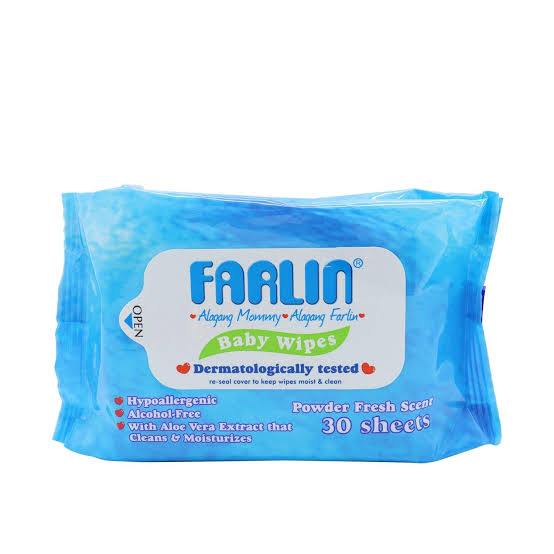 FARLIN®
Alagang Mommy Alagang Farlin
Baby Wipes
Dermatologically tested
re-seal cover to keep wipes moist & clean
OPEN
Hypoallergenic
Alcohol-Free
With Aloe Vera Extract that
Cleans & Moisturizes
Powder Fresh Scent
30 sheets